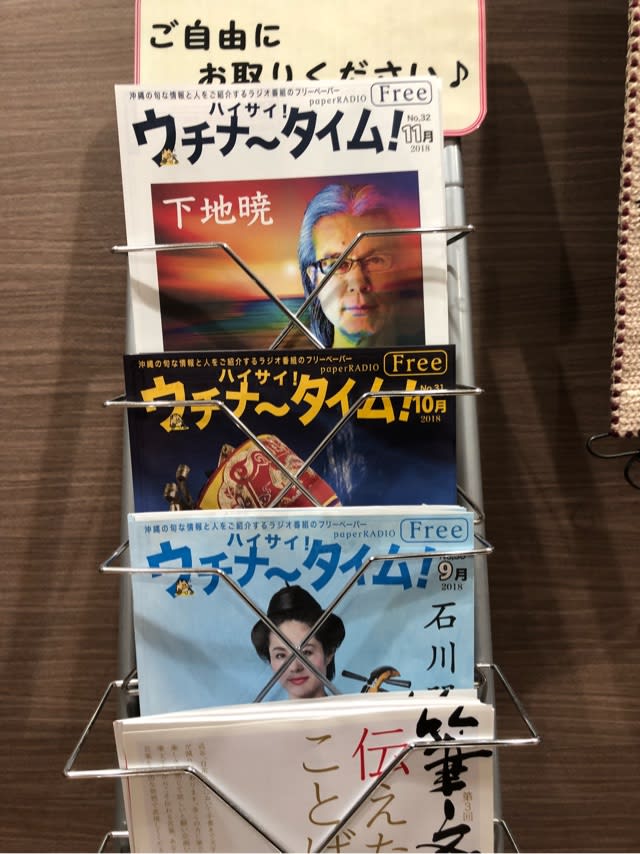 ご自由に
お取りください♪
沖縄の旬な情報と人をご紹介するラジオ番組のフリーペーパー
paperRADIO
Free
ハイサイ!
ウチナ〜タイム!
No.32
11月
2018
下地暁
沖縄の旬な情報と人をご紹介するラジオ番組のフリーペーパー
paperRADIO
Free
ハイサイ!
ウチナ〜タイム!
No.31
10月
2018
沖縄の旬な情報と人をご紹介するラジオ番組のフリーペーパー
paperRADIO
Free
ハイサイ!
ウチナ〜タイム!
9月
2018
石川
第3回
伝えた
ことば